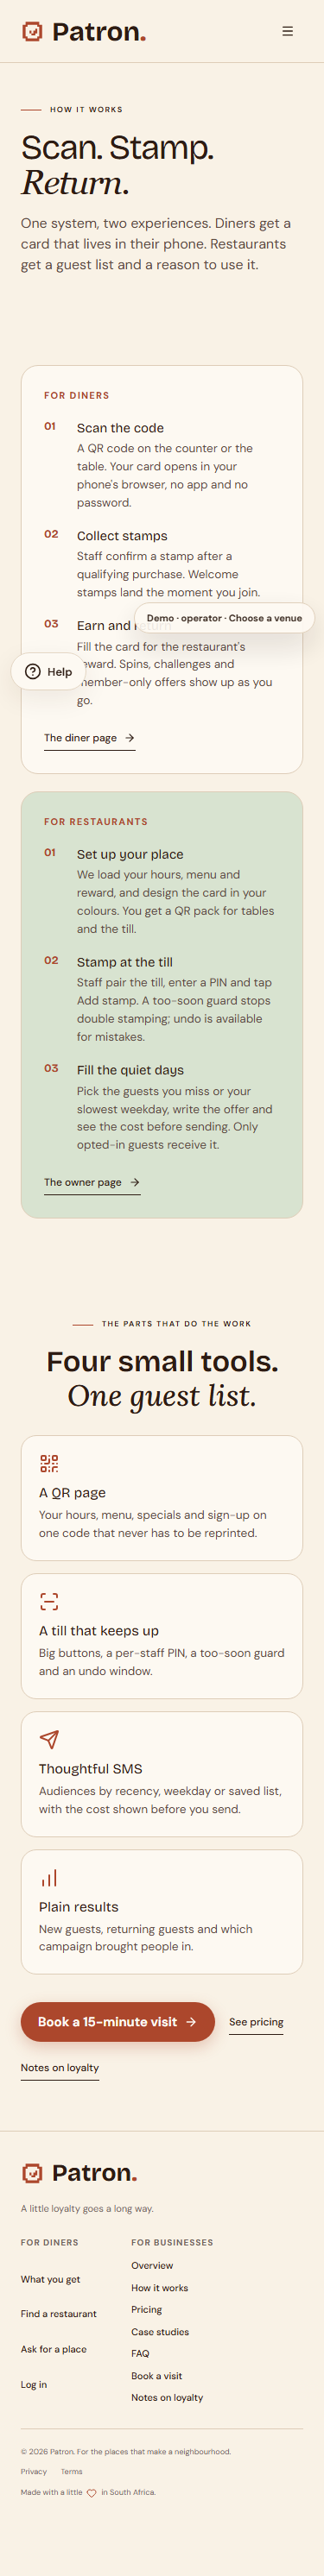 Patron.
HOW IT WORKS
Scan. Stamp.
Return.
One system, two experiences. Diners get a
card that lives in their phone. Restaurants
get a guest list and a reason to use it.
FOR DINERS
01 Scan the code
A QR code on the counter or the
table. Your card opens in your
phone's browser, no app and no
password.
02 Collect stamps
Staff confirm a stamp after a
qualifying purchase. Welcome
stamps land the moment you join.
Demo · operator · Choose a venue
03 Earn and
Fill the card for the restaurant's
reward. Spins, challenges and
Help
member-only offers show up as you
go.
The diner page →
FOR RESTAURANTS
01 Set up your place
We load your hours, menu and
reward, and design the card in your
colours. You get a QR pack for tables
and the till.
02 Stamp at the till
Staff pair the till, enter a PIN and tap
Add stamp. A too-soon guard stops
double stamping; undo is available
for mistakes.
03 Fill the quiet days
Pick the guests you miss or your
slowest weekday, write the offer and
see the cost before sending. Only
opted-in guests receive it.
The owner page →
THE PARTS THAT DO THE WORK
Four small tools.
One guest list.
A QR page
Your hours, menu, specials and sign-up on
one code that never has to be reprinted.
A till that keeps up
Big buttons, a per-staff PIN, a too-soon guard
and an undo window.
Thoughtful SMS
Audiences by recency, weekday or saved list,
with the cost shown before you send.
Plain results
New guests, returning guests and which
campaign brought people in.
Book a 15-minute visit → See pricing
Notes on loyalty
Patron.
A little loyalty goes a long way.
FOR DINERS
What you get
Find a restaurant
Ask for a place
Log in
FOR BUSINESSES
Overview
How it works
Pricing
Case studies
FAQ
Book a visit
Notes on loyalty
© 2026 Patron. For the places that make a neighbourhood.
Privacy Terms
Made with a little ♡ in South Africa.